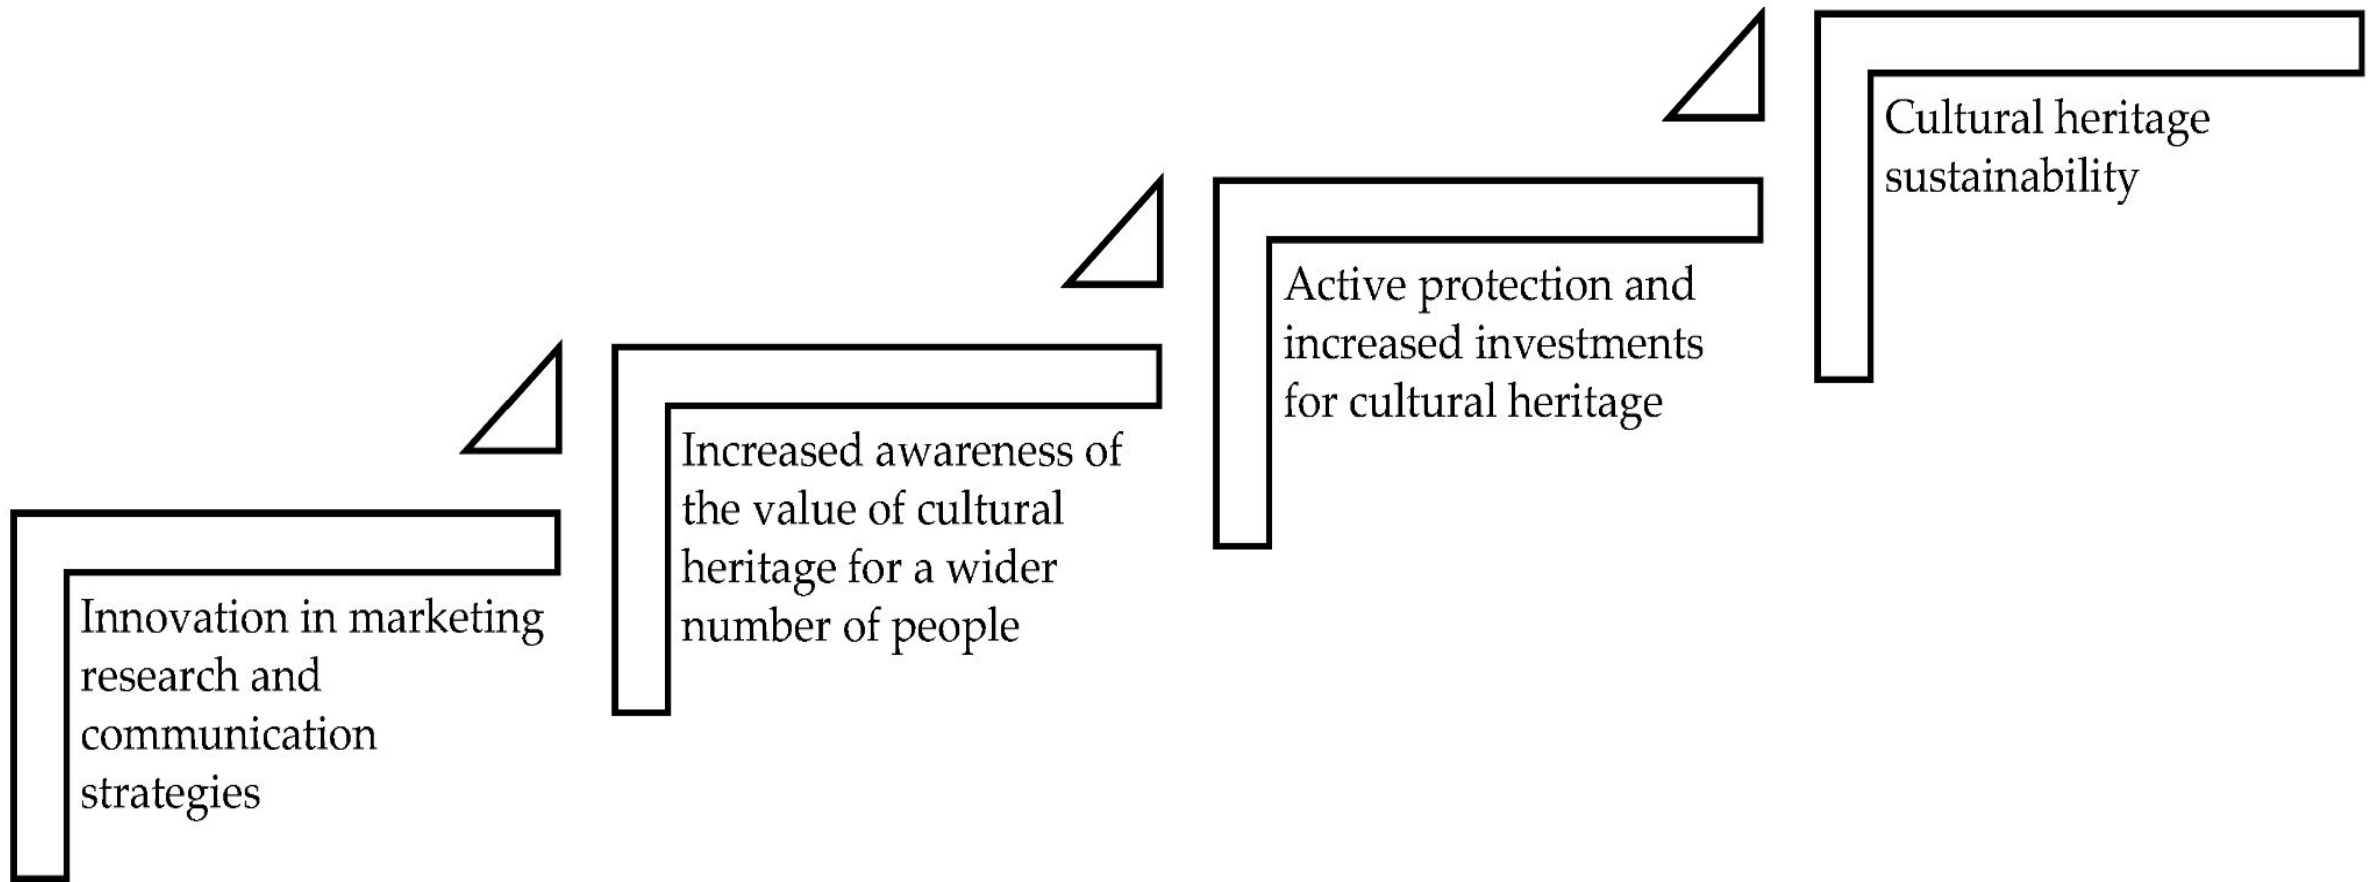 Innovation in marketing
research and
communication
strategies
Increased awareness of
the value of cultural
heritage for a wider
number of people
Active protection and
increased investments
for cultural heritage
Cultural heritage
sustainability